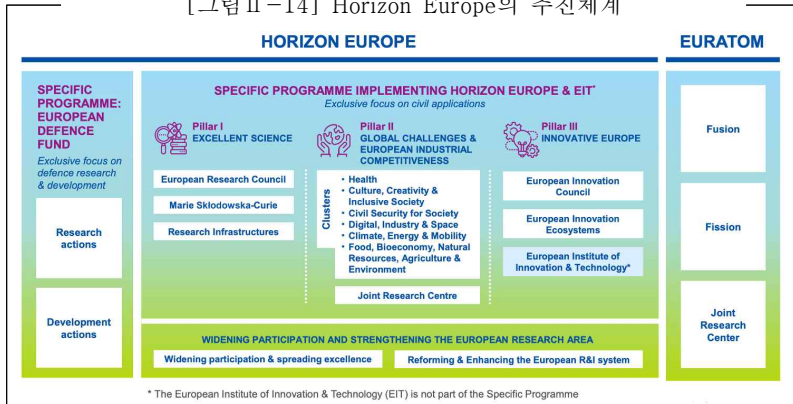 [그림Ⅱ-14] Horizon Europe의 추진체계
HORIZON EUROPE
EURATOM
SPECIFIC
PROGRAMME:
EUROPEAN
DEFENCE
FUND
Exclusive focus on
defence research
& development
Research
actions
Development
actions
SPECIFIC PROGRAMME IMPLEMENTING HORIZON EUROPE & EIT*
Exclusive focus on civil applications
Pillar I
EXCELLENT SCIENCE
European Research Council
Marie Skłodowska-Curie
Research Infrastructures
Pillar II
GLOBAL CHALLENGES &
EUROPEAN INDUSTRIAL
COMPETITIVENESS
Clusters
• Health
• Culture, Creativity &
Inclusive Society
• Civil Security for Society
• Digital, Industry & Space
• Climate, Energy & Mobility
• Food, Bioeconomy, Natural
Resources, Agriculture &
Environment
Joint Research Centre
Pillar III
INNOVATIVE EUROPE
European Innovation
Council
European Innovation
Ecosystems
European Institute of
Innovation & Technology*
WIDENING PARTICIPATION AND STRENGTHENING THE EUROPEAN RESEARCH AREA
Widening participation & spreading excellence
Reforming & Enhancing the European R&I system
Fusion
Fission
Joint
Research
Center
* The European Institute of Innovation & Technology (EIT) is not part of the Specific Programme